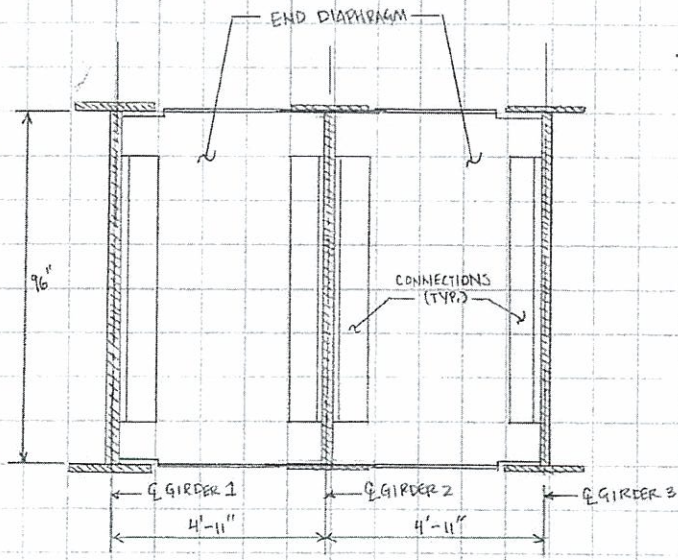 END DIAPHRAGM
96"
CONNECTIONS
(TYP.)
℄ GIRDER 1
℄ GIRDER 2
℄ GIRDER 3
4'-11"
4'-11"